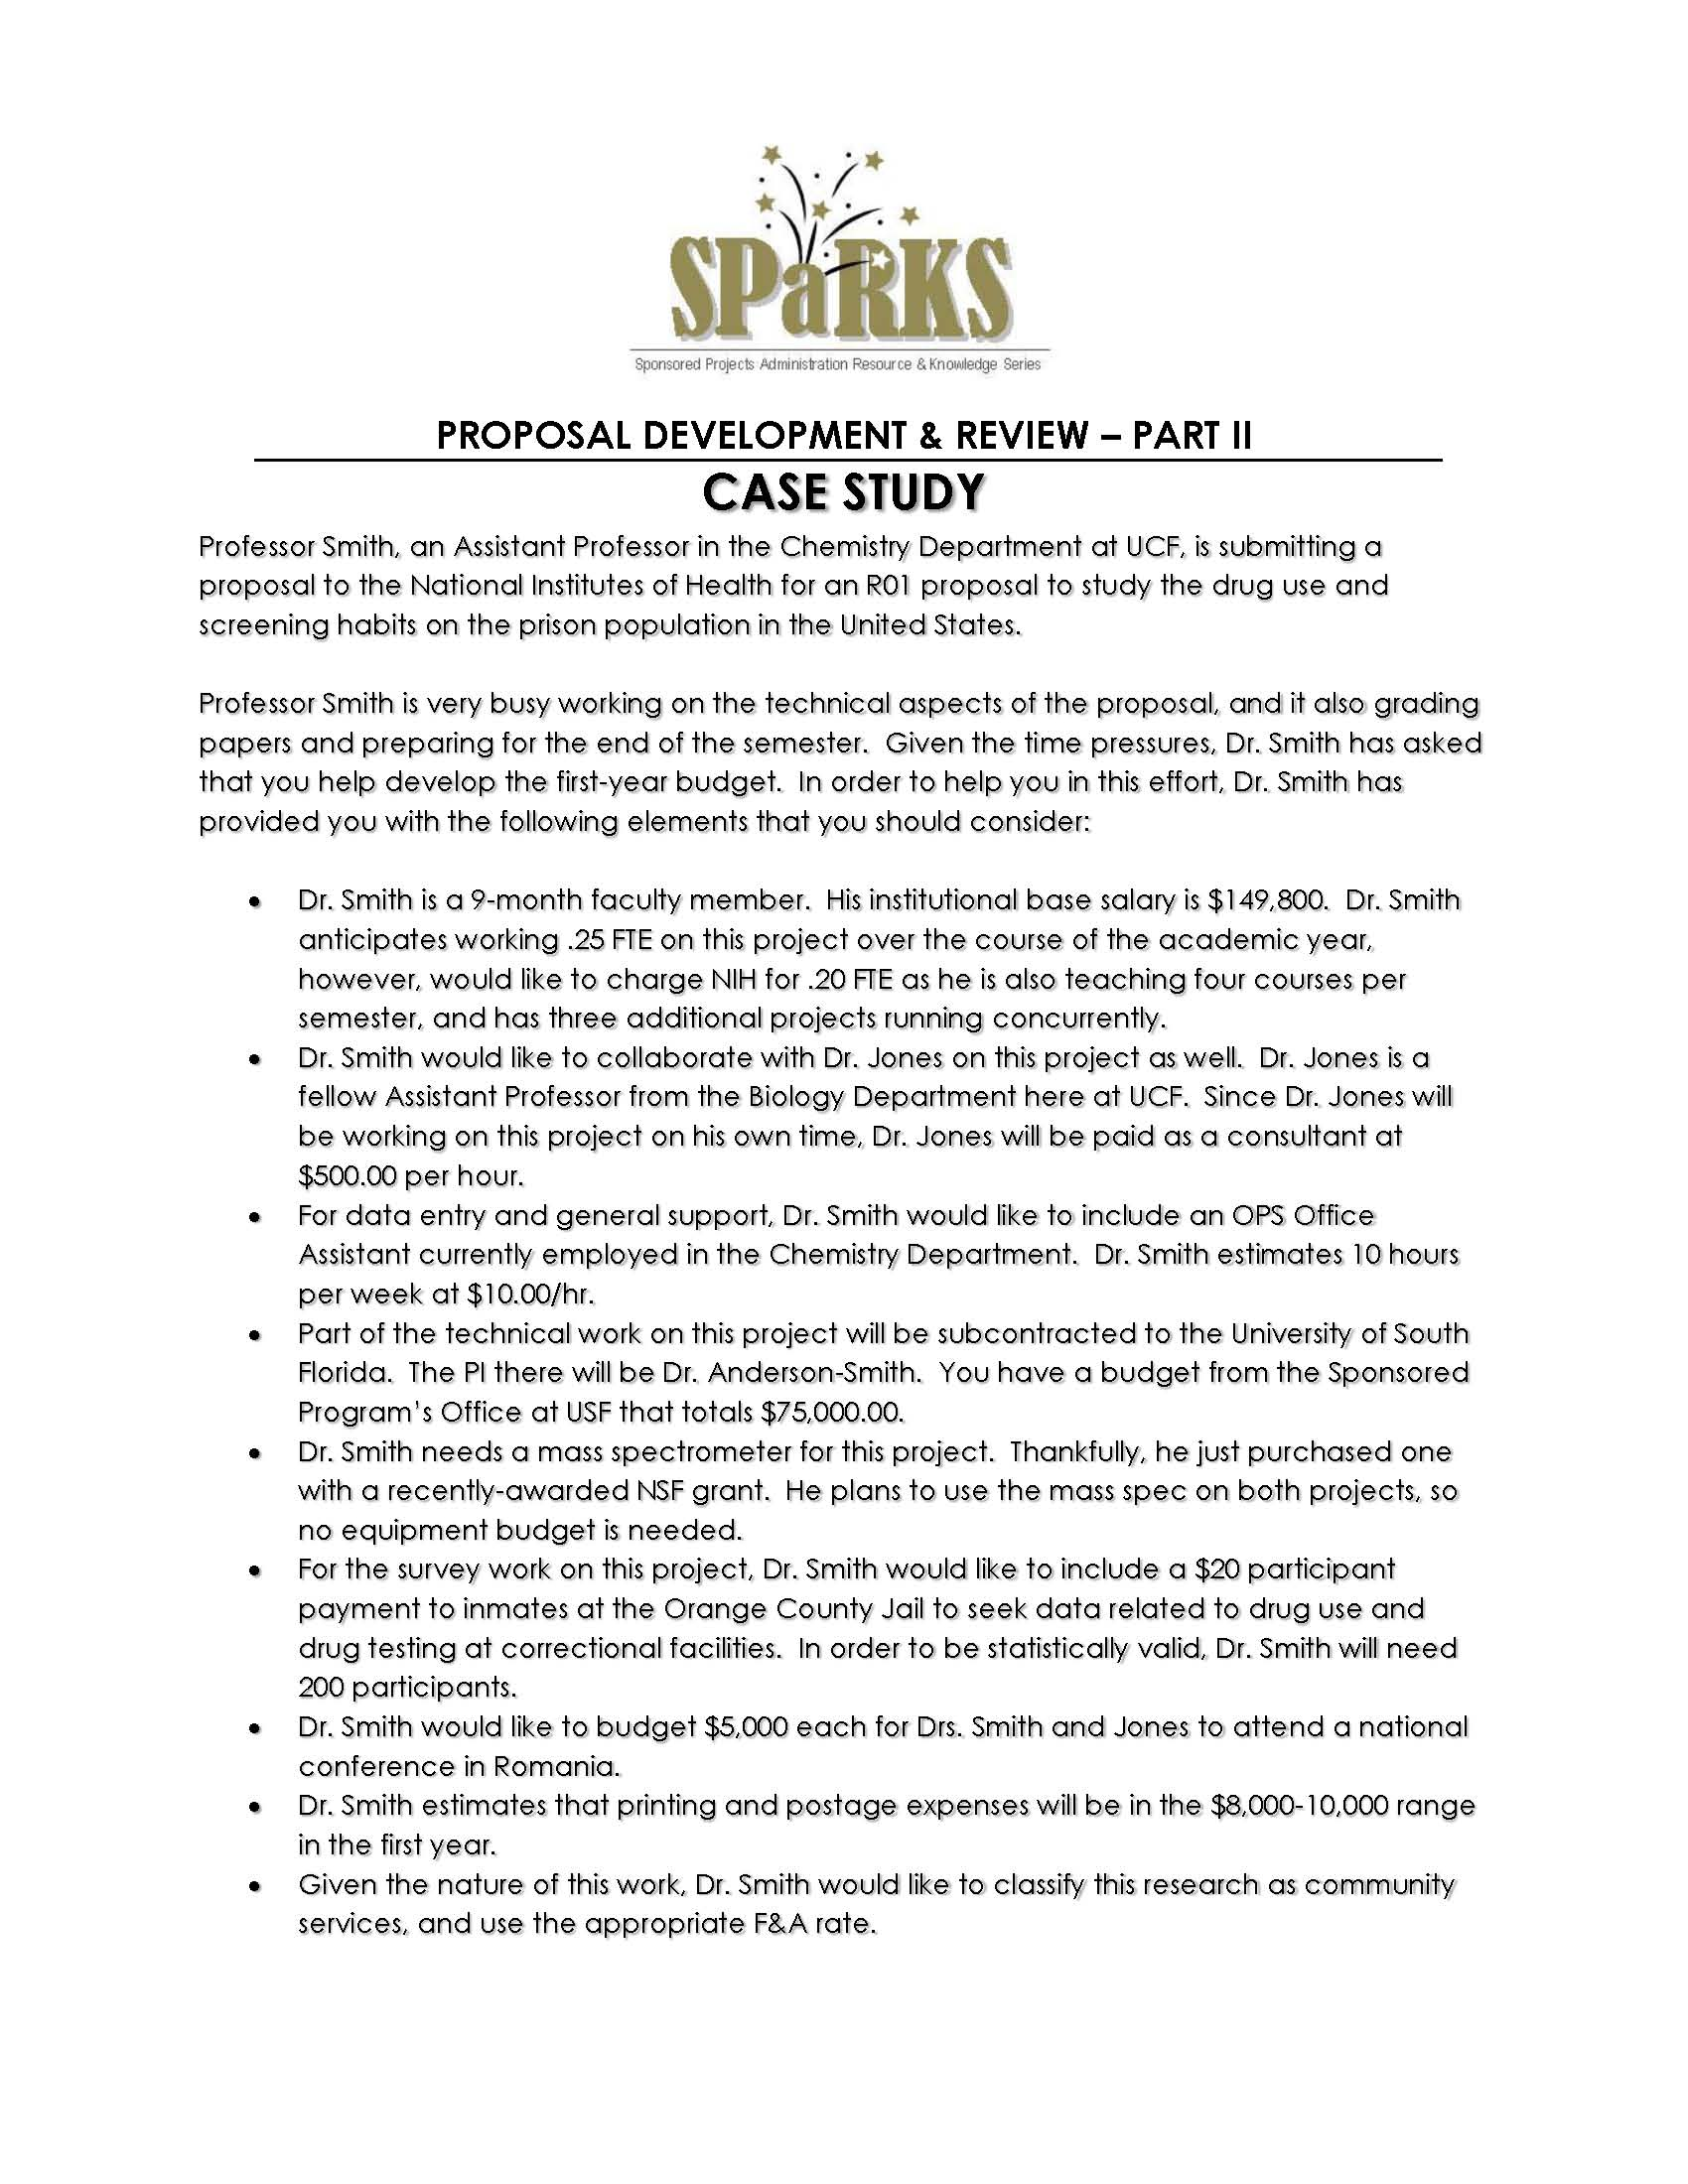 SPaRKS
Sponsored Projects Administration Resource & Knowledge Series
PROPOSAL DEVELOPMENT & REVIEW – PART II
CASE STUDY
Professor Smith, an Assistant Professor in the Chemistry Department at UCF, is submitting a
proposal to the National Institutes of Health for an R01 proposal to study the drug use and
screening habits on the prison population in the United States.
Professor Smith is very busy working on the technical aspects of the proposal, and it also grading
papers and preparing for the end of the semester. Given the time pressures, Dr. Smith has asked
that you help develop the first-year budget. In order to help you in this effort, Dr. Smith has
provided you with the following elements that you should consider:
• Dr. Smith is a 9-month faculty member. His institutional base salary is $149,800. Dr. Smith
anticipates working .25 FTE on this project over the course of the academic year,
however, would like to charge NIH for .20 FTE as he is also teaching four courses per
semester, and has three additional projects running concurrently.
• Dr. Smith would like to collaborate with Dr. Jones on this project as well. Dr. Jones is a
fellow Assistant Professor from the Biology Department here at UCF. Since Dr. Jones will
be working on this project on his own time, Dr. Jones will be paid as a consultant at
$500.00 per hour.
• For data entry and general support, Dr. Smith would like to include an OPS Office
Assistant currently employed in the Chemistry Department. Dr. Smith estimates 10 hours
per week at $10.00/hr.
• Part of the technical work on this project will be subcontracted to the University of South
Florida. The PI there will be Dr. Anderson-Smith. You have a budget from the Sponsored
Program's Office at USF that totals $75,000.00.
• Dr. Smith needs a mass spectrometer for this project. Thankfully, he just purchased one
with a recently-awarded NSF grant. He plans to use the mass spec on both projects, so
no equipment budget is needed.
• For the survey work on this project, Dr. Smith would like to include a $20 participant
payment to inmates at the Orange County Jail to seek data related to drug use and
drug testing at correctional facilities. In order to be statistically valid, Dr. Smith will need
200 participants.
• Dr. Smith would like to budget $5,000 each for Drs. Smith and Jones to attend a national
conference in Romania.
• Dr. Smith estimates that printing and postage expenses will be in the $8,000-10,000 range
in the first year.
• Given the nature of this work, Dr. Smith would like to classify this research as community
services, and use the appropriate F&A rate.